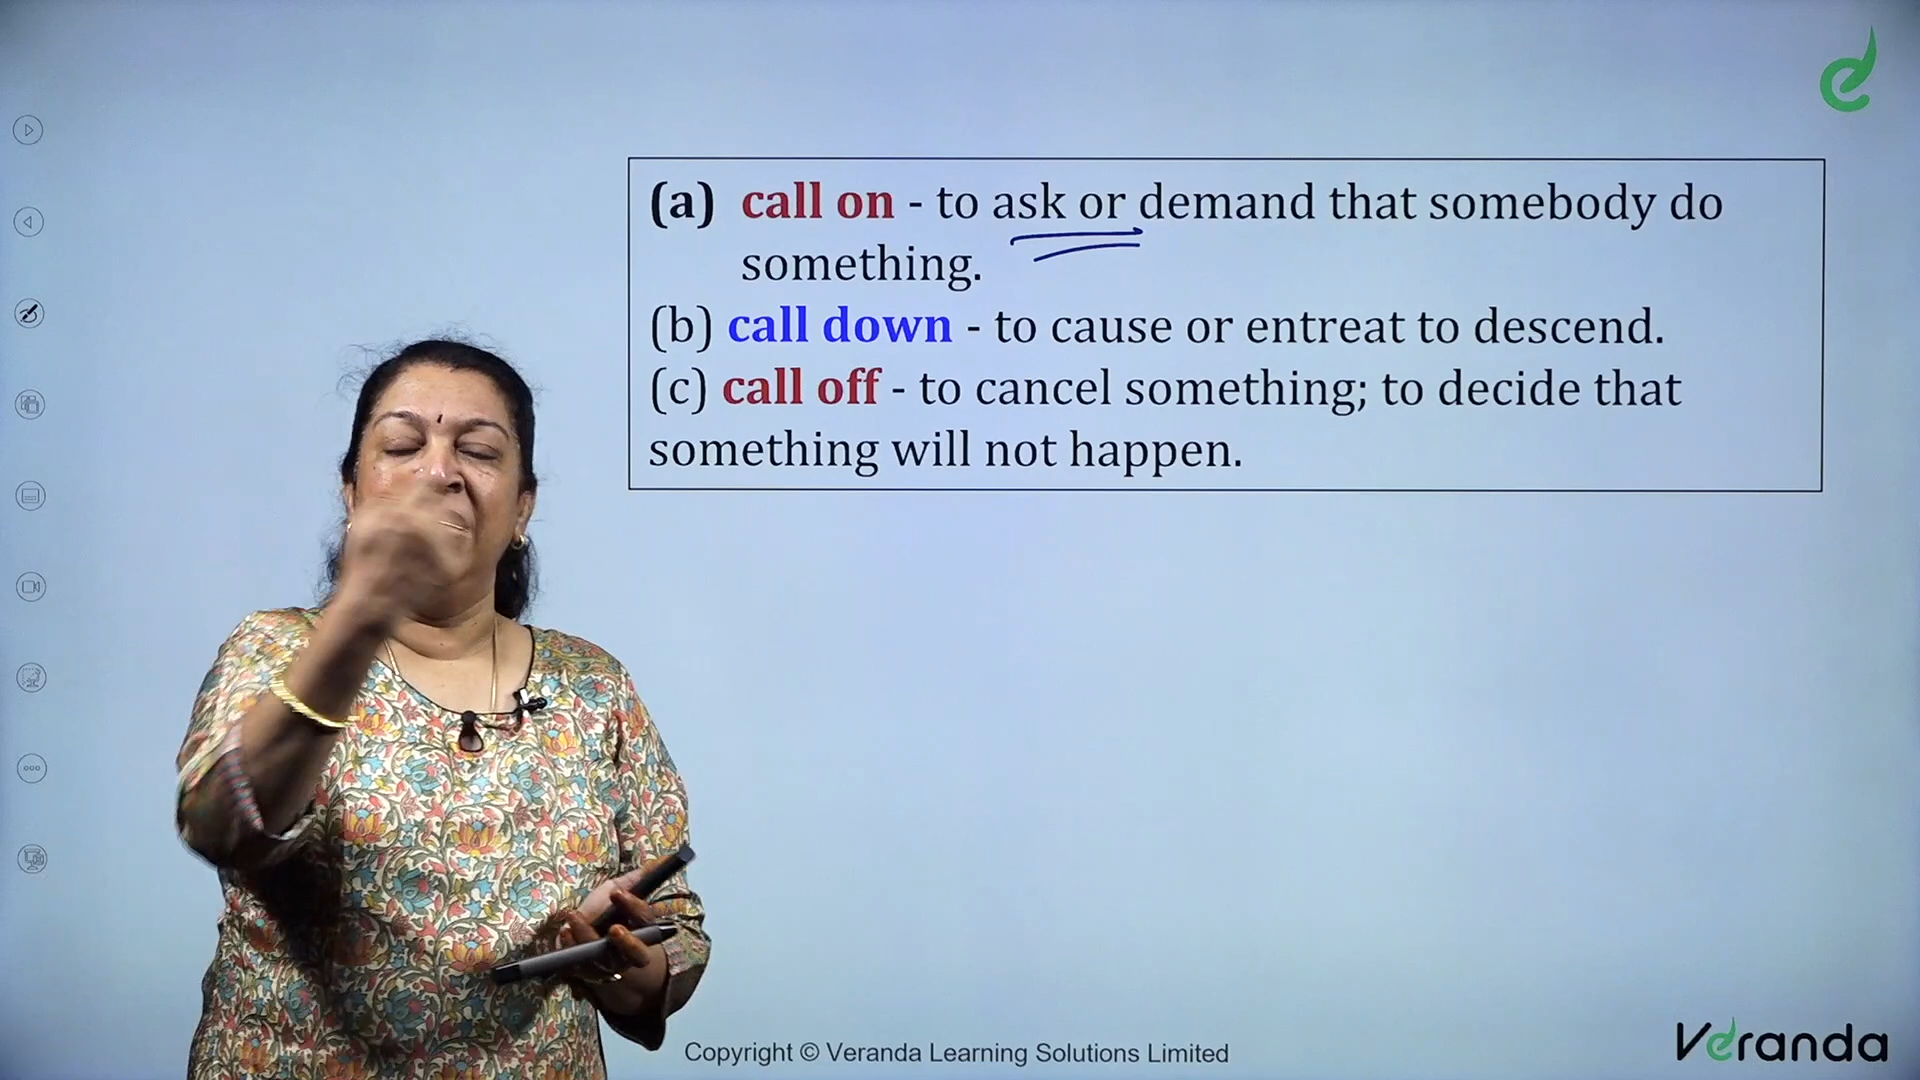 (a) call on - to ask or demand that somebody do
something.
(b) call down - to cause or entreat to descend.
(c) call off - to cancel something; to decide that
something will not happen.
Copyright © Veranda Learning Solutions Limited
Veranda